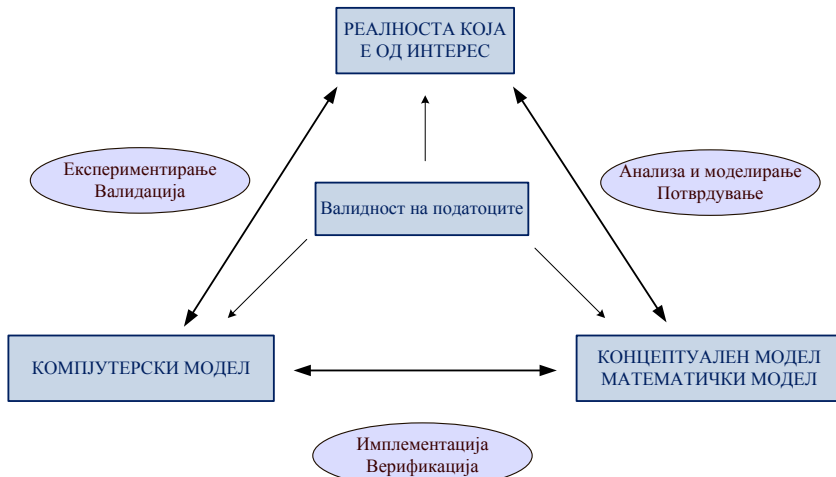 РЕАЛНОСТА КОЈА
Е ОД ИНТЕРЕС
Експериментирање
Валидација
Анализа и моделирање
Потврдување
Валидност на податоците
КОМПЈУТЕРСКИ МОДЕЛ
КОНЦЕПТУАЛЕН МОДЕЛ
МАТЕМАТИЧКИ МОДЕЛ
Имплементација
Верификација